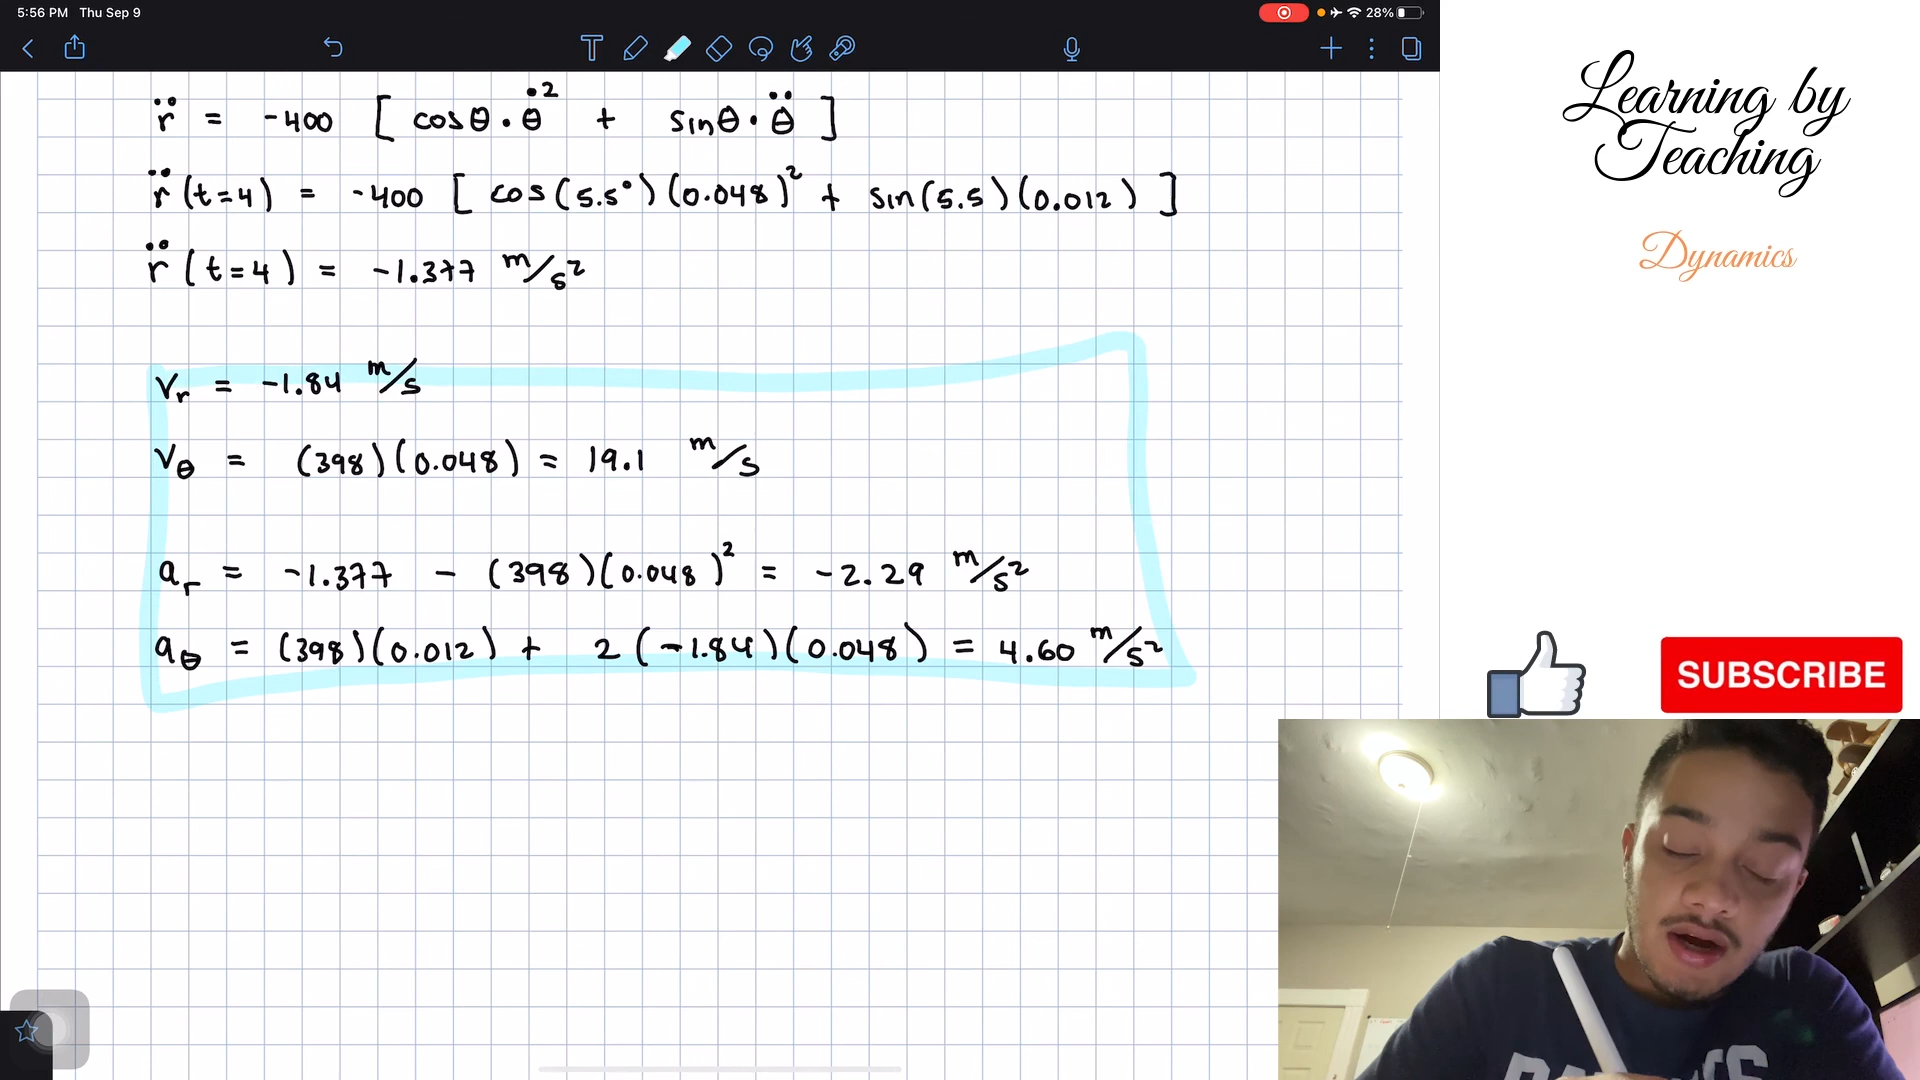 5:56 PM Thu Sep 9
28%
r̈ = -400 [ cosθ · θ̇² + sinθ · θ̈ ]
r̈ (t=4) = -400 [ cos(5.5°)(0.048)² + sin(5.5)(0.012) ]
r̈ (t=4) = -1.377 m/s²
Vr = -1.84 m/s
Vθ = (398)(0.048) = 19.1 m/s
ar = -1.377 - (398)(0.048)² = -2.29 m/s²
aθ = (398)(0.012) + 2 (-1.84)(0.048) = 4.60 m/s²
Learning by
Teaching
Dynamics
SUBSCRIBE